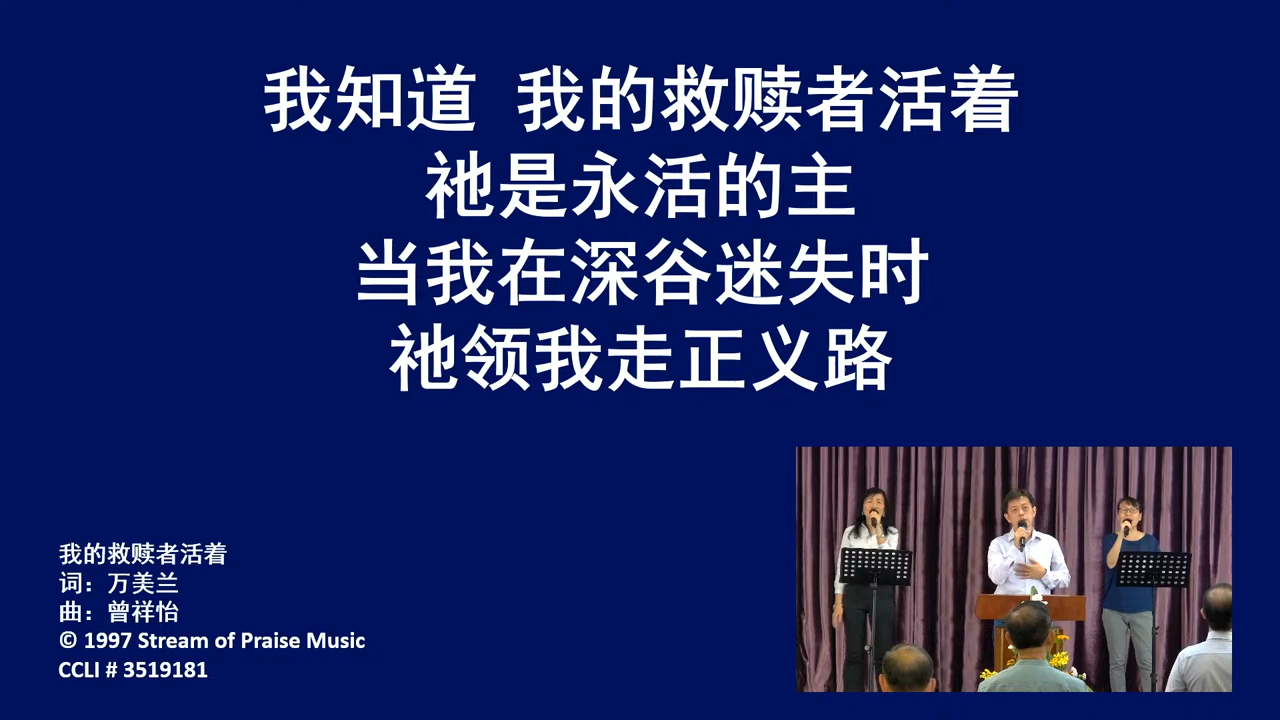 我知道 我的救赎者活着
祂是永活的主
当我在深谷迷失时
祂领我走正义路
我的救赎者活着
词：万美兰
曲：曾祥怡
© 1997 Stream of Praise Music
CCLI # 3519181